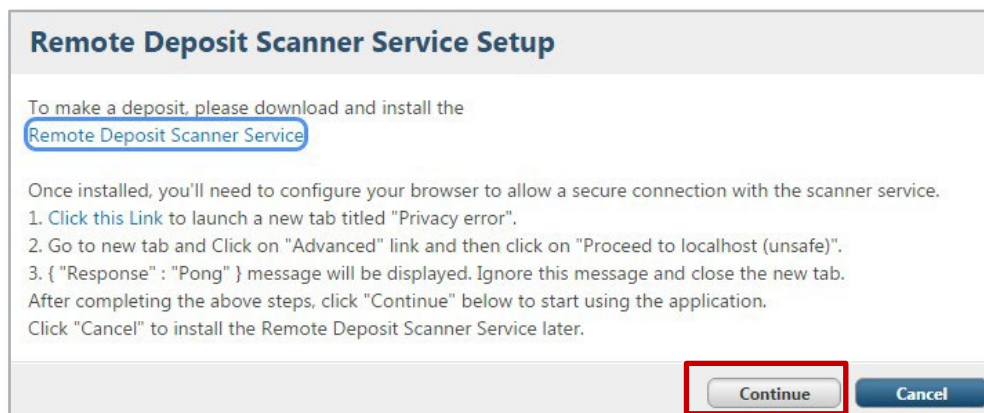 Remote Deposit Scanner Service Setup
To make a deposit, please download and install the
Remote Deposit Scanner Service
Once installed, you'll need to configure your browser to allow a secure connection with the scanner service.
1. Click this Link to launch a new tab titled "Privacy error".
2. Go to new tab and Click on "Advanced" link and then click on "Proceed to localhost (unsafe)".
3. { "Response" : "Pong" } message will be displayed. Ignore this message and close the new tab.
After completing the above steps, click "Continue" below to start using the application.
Click "Cancel" to install the Remote Deposit Scanner Service later.
Continue Cancel